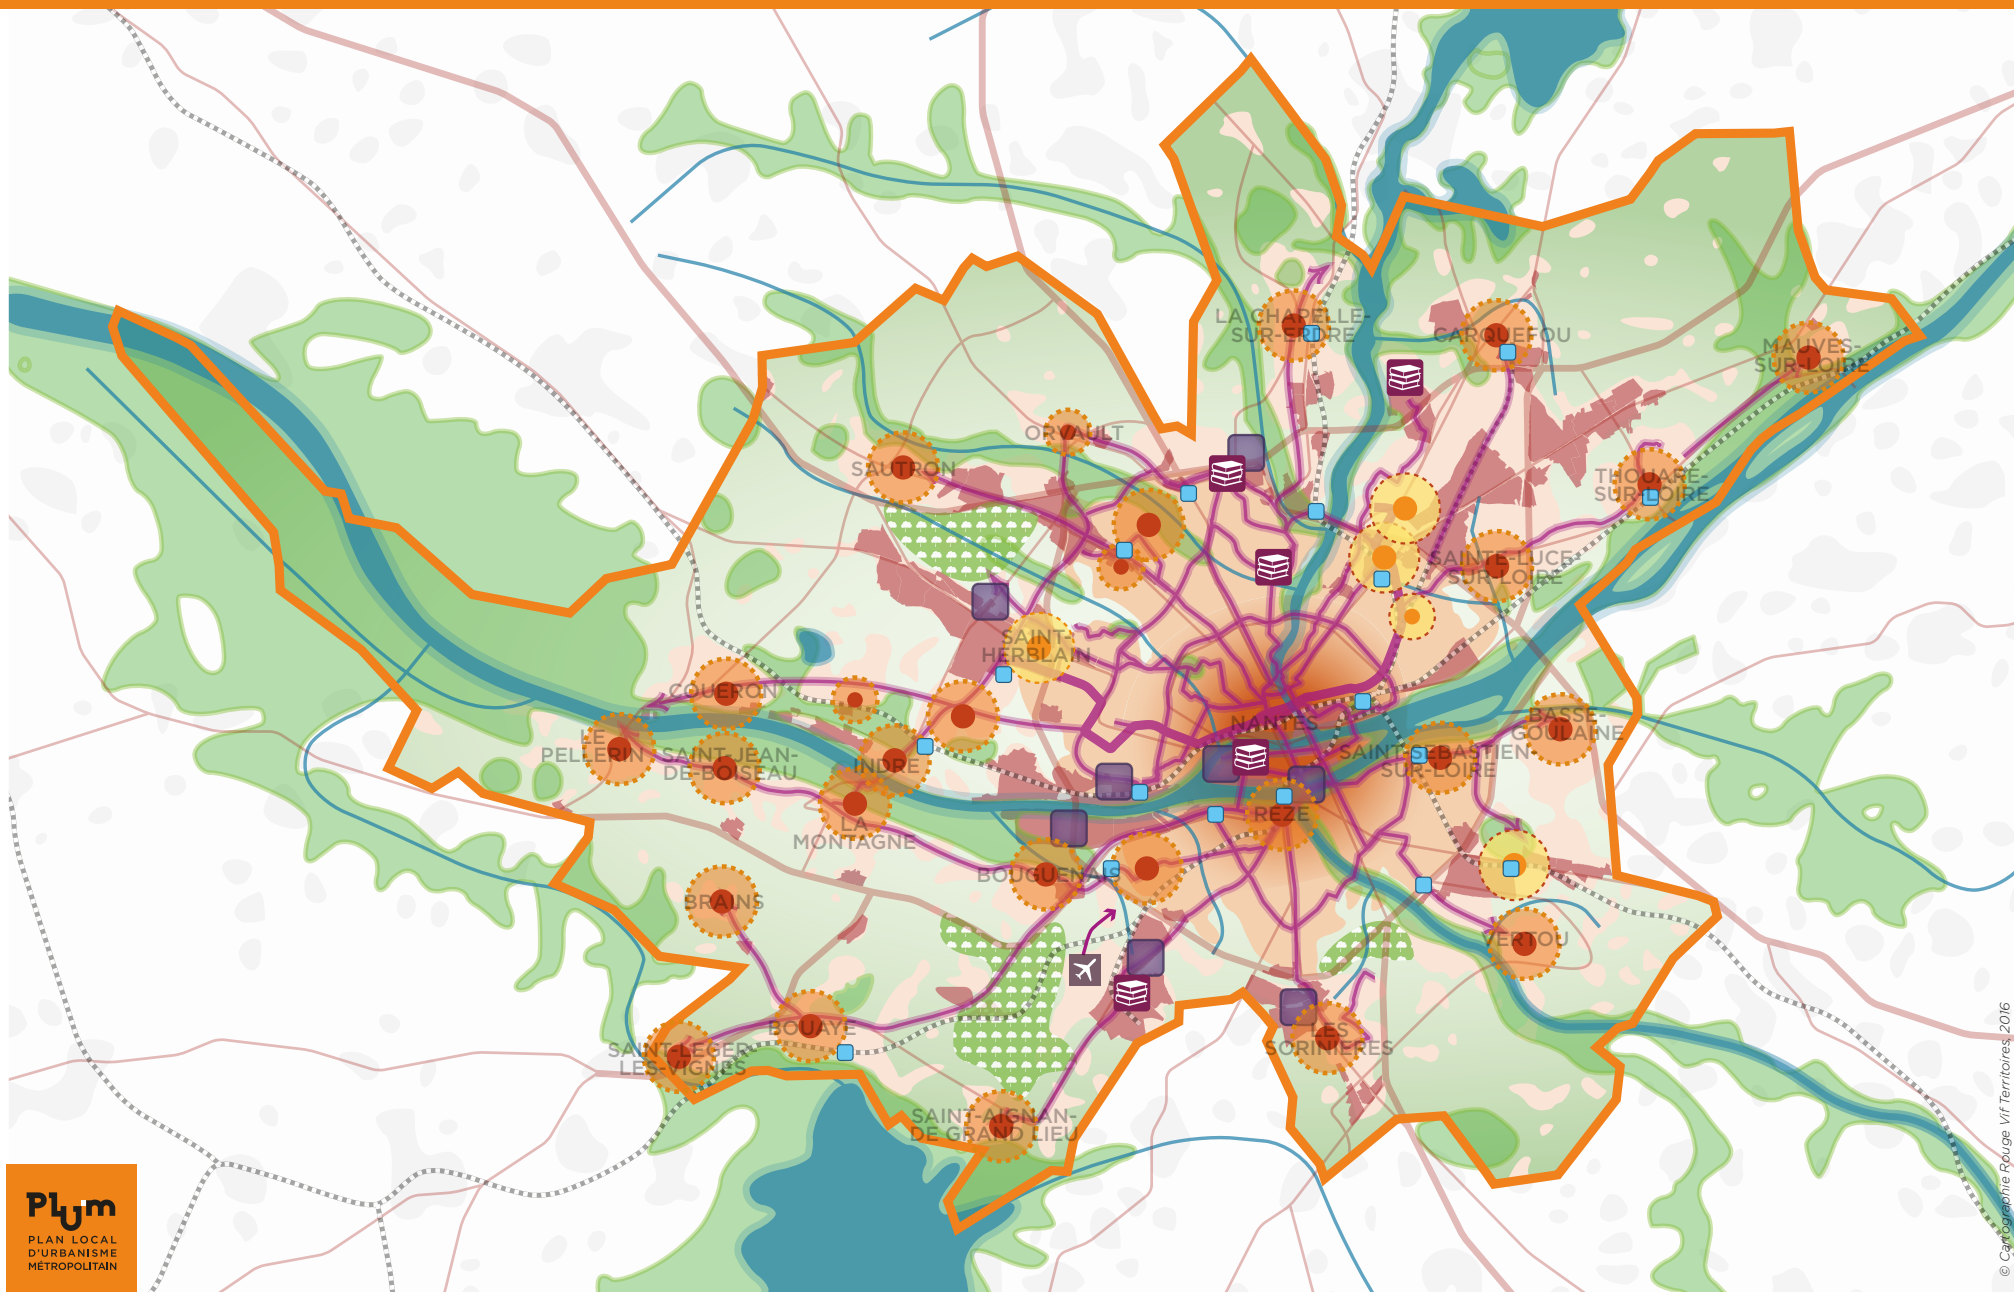 LA CHAPELLE-
SUR-ERDRE
CARQUEFOU
MAUVES-
SUR-LOIRE
ORVAULT
SAUTRON
THOUARÉ-
SUR-LOIRE
SAINTE-LUCE-
SUR-LOIRE
SAINT-
HERBLAIN
COUËRON
NANTES
BASSE-
GOULAINE
LE
PELLERIN
SAINT-JEAN-
DE-BOISEAU
INDRE
SAINT-SÉBASTIEN
SUR-LOIRE
LA
MONTAGNE
REZÉ
BOUGUENAIS
BRAINS
VERTOU
BOUAYE
SAINT-LÉGER-
LES-VIGNES
LES
SORINIÈRES
SAINT-AIGNAN-
DE GRAND LIEU
PLUm
PLAN LOCAL
D'URBANISME
MÉTROPOLITAIN
© Cartographie Rouge Vif Territoires, 2016